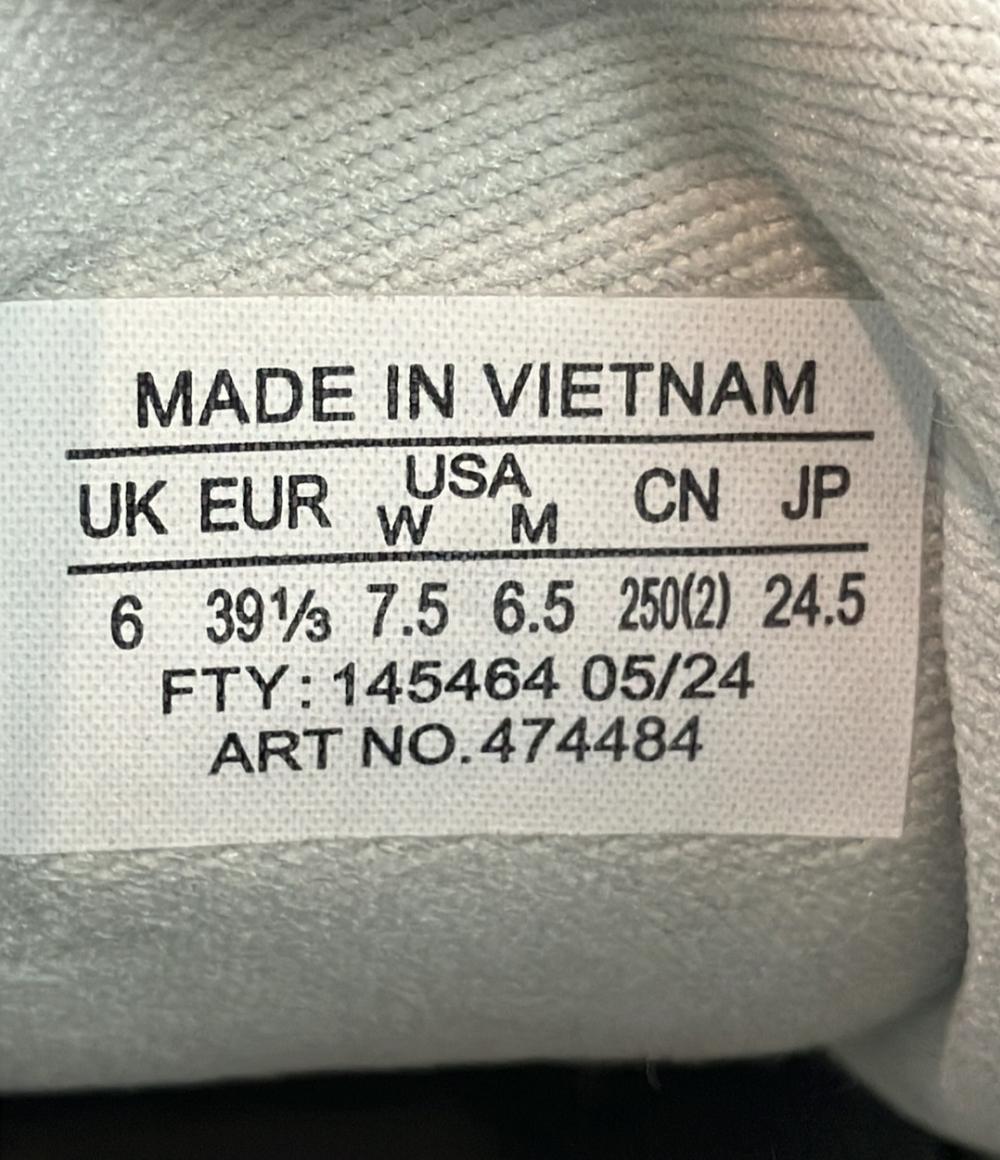 MADE IN VIETNAM
UK EUR USA CN JP
W M
6 39⅓ 7.5 6.5 250(2) 24.5
FTY: 145464 05/24
ART NO.474484